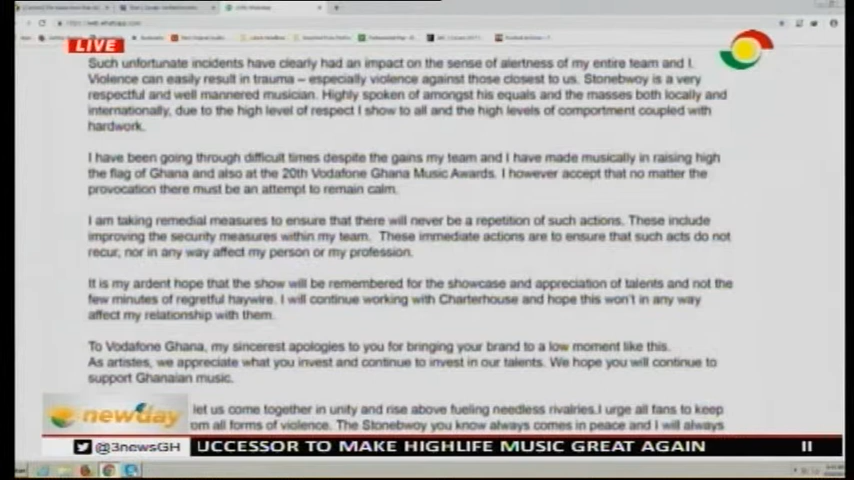 LIVE
Such unfortunate incidents have clearly had an impact on the sense of alertness of my entire team and I.
Violence can easily result in trauma – especially violence against those closest to us. Stonebwoy is a very
respectful and well mannered musician. Highly spoken of amongst his equals and the masses both locally and
internationally, due to the high level of respect I show to all and the high levels of comportment coupled with
hardwork.
I have been going through difficult times despite the gains my team and I have made musically in raising high
the flag of Ghana and also at the 20th Vodafone Ghana Music Awards. I however accept that no matter the
provocation there must be an attempt to remain calm.
I am taking remedial measures to ensure that there will never be a repetition of such actions. These include
improving the security measures within my team. These immediate actions are to ensure that such acts do not
recur, nor in any way affect my person or my profession.
It is my ardent hope that the show will be remembered for the showcase and appreciation of talents and not the
few minutes of regretful haywire. I will continue working with Charterhouse and hope this won't in any way
affect my relationship with them.
To Vodafone Ghana, my sincerest apologies to you for bringing your brand to a low moment like this.
As artistes, we appreciate what you invest and continue to invest in our talents. We hope you will continue to
support Ghanaian music.
let us come together in unity and rise above fueling needless rivalries.I urge all fans to keep
om all forms of violence. The Stonebwoy you know always comes in peace and I will always
newday
@3newsGH
UCCESSOR TO MAKE HIGHLIFE MUSIC GREAT AGAIN